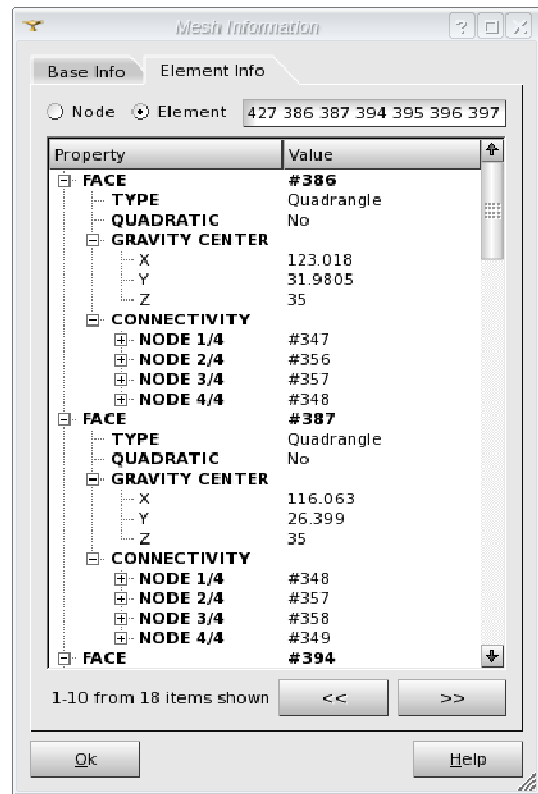 Mesh Information
Base Info Element Info
Node Element 427 386 387 394 395 396 397
Property Value
FACE #386
TYPE Quadrangle
QUADRATIC No
GRAVITY CENTER
X 123.018
Y 31.9805
Z 35
CONNECTIVITY
NODE 1/4 #347
NODE 2/4 #356
NODE 3/4 #357
NODE 4/4 #348
FACE #387
TYPE Quadrangle
QUADRATIC No
GRAVITY CENTER
X 116.063
Y 26.399
Z 35
CONNECTIVITY
NODE 1/4 #348
NODE 2/4 #357
NODE 3/4 #358
NODE 4/4 #349
FACE #394
1-10 from 18 items shown << >>
Ok Help